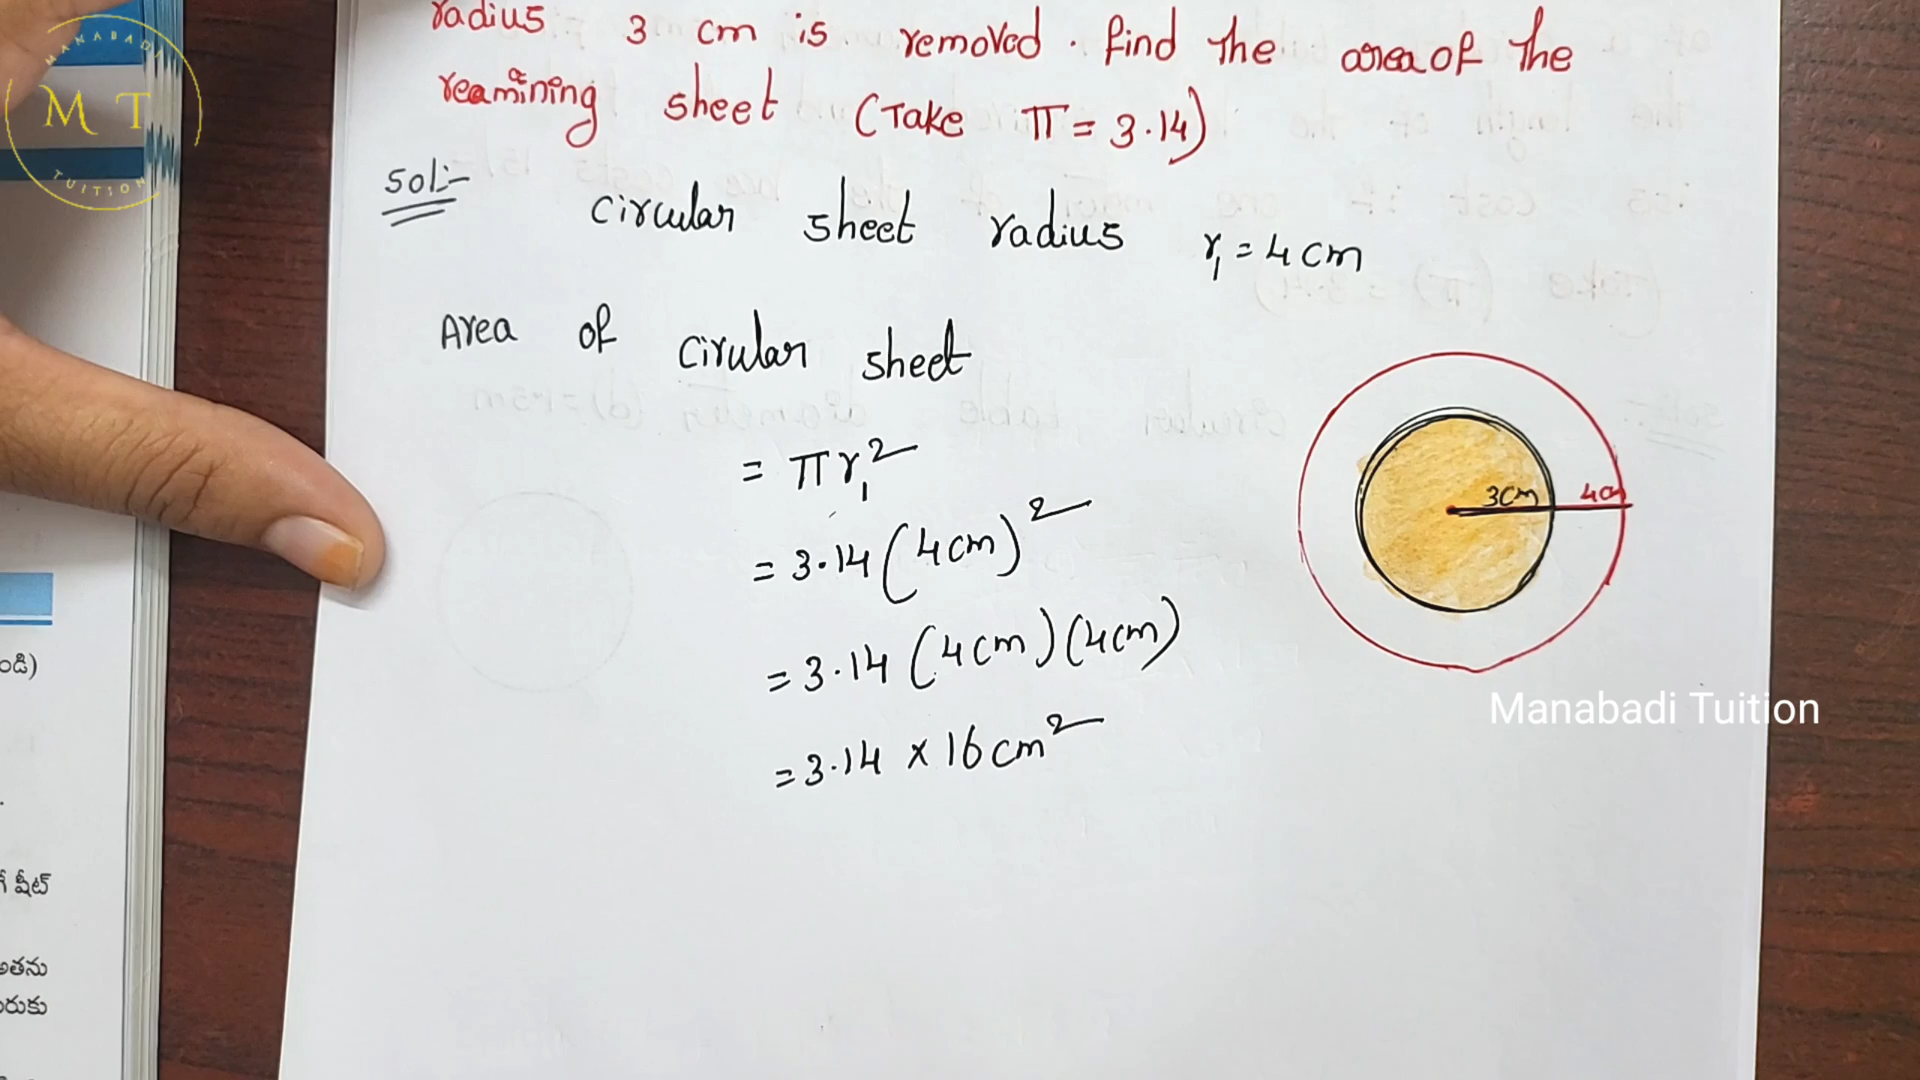 radius 3 cm is removed. find the area of the
reamining sheet (Take π = 3.14)
Sol:-
circular sheet radius r₁ = 4cm
Area of cirular sheet
= πr₁²
= 3.14 (4cm)²
= 3.14 (4cm)(4cm)
= 3.14 × 16cm²
3cm 4cm
Manabadi Tuition
MANABADI
M T
TUITION
షీట్
అతను